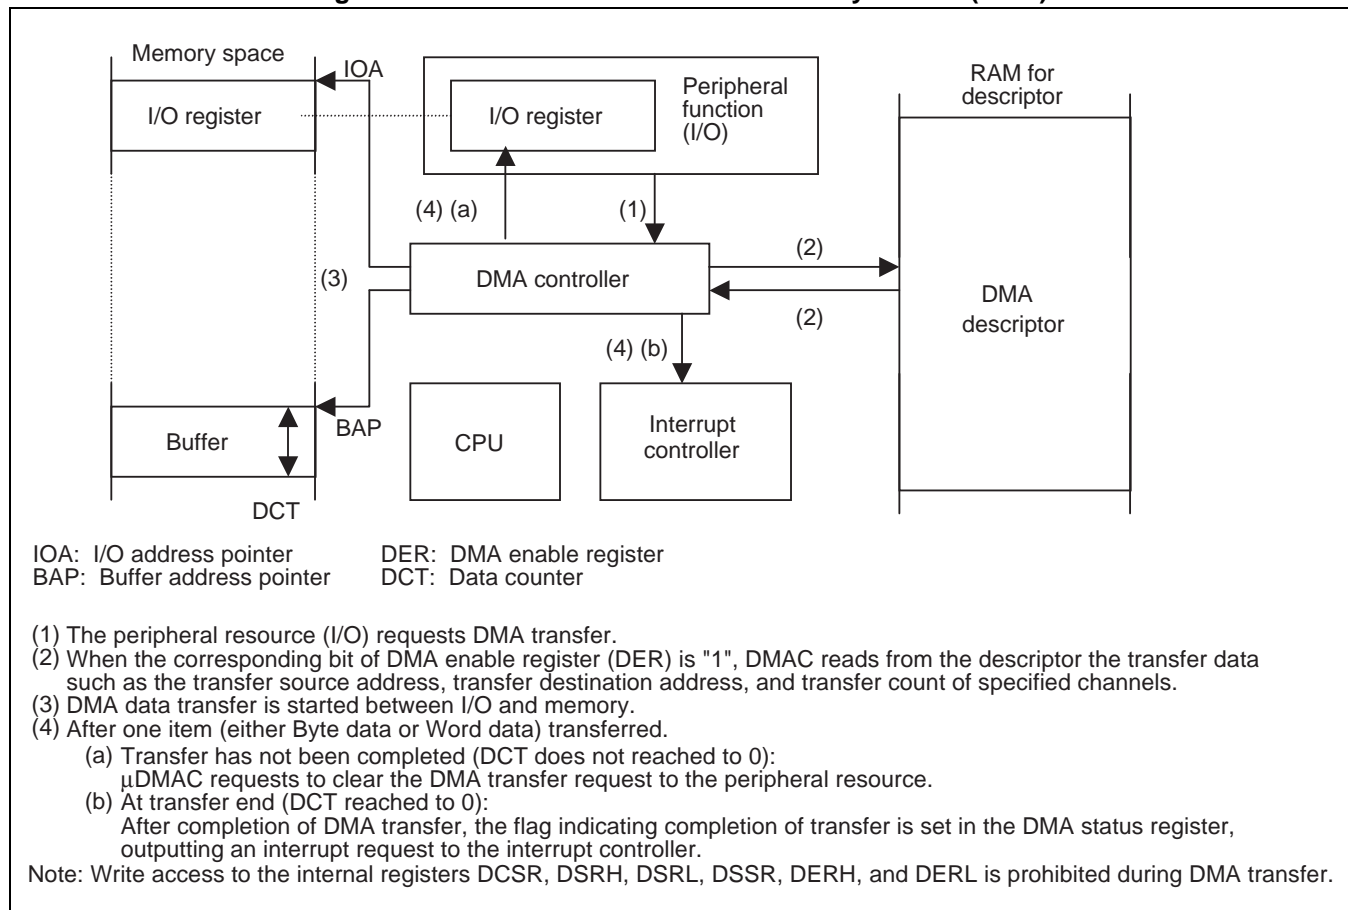 Memory space
IOA
I/O register
I/O register
Peripheral
function
(I/O)
RAM for
descriptor
(4) (a)
(1)
(2)
(3)
DMA controller
DMA
descriptor
(2)
(4) (b)
BAP
Buffer
CPU
Interrupt
controller
DCT
IOA: I/O address pointer DER: DMA enable register
BAP: Buffer address pointer DCT: Data counter
(1) The peripheral resource (I/O) requests DMA transfer.
(2) When the corresponding bit of DMA enable register (DER) is "1", DMAC reads from the descriptor the transfer data
such as the transfer source address, transfer destination address, and transfer count of specified channels.
(3) DMA data transfer is started between I/O and memory.
(4) After one item (either Byte data or Word data) transferred.
(a) Transfer has not been completed (DCT does not reached to 0):
μDMAC requests to clear the DMA transfer request to the peripheral resource.
(b) At transfer end (DCT reached to 0):
After completion of DMA transfer, the flag indicating completion of transfer is set in the DMA status register,
outputting an interrupt request to the interrupt controller.
Note: Write access to the internal registers DCSR, DSRH, DSRL, DSSR, DERH, and DERL is prohibited during DMA transfer.